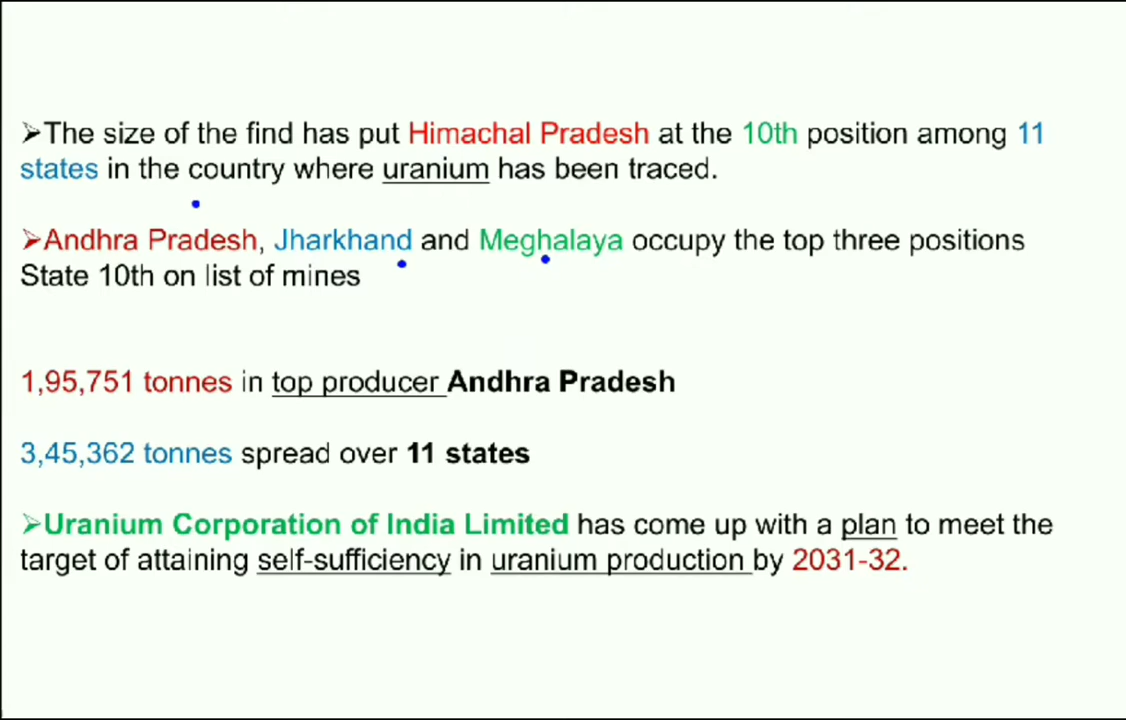 ➢The size of the find has put Himachal Pradesh at the 10th position among 11
states in the country where uranium has been traced.
➢Andhra Pradesh, Jharkhand and Meghalaya occupy the top three positions
State 10th on list of mines
1,95,751 tonnes in top producer Andhra Pradesh
3,45,362 tonnes spread over 11 states
➢Uranium Corporation of India Limited has come up with a plan to meet the
target of attaining self-sufficiency in uranium production by 2031-32.